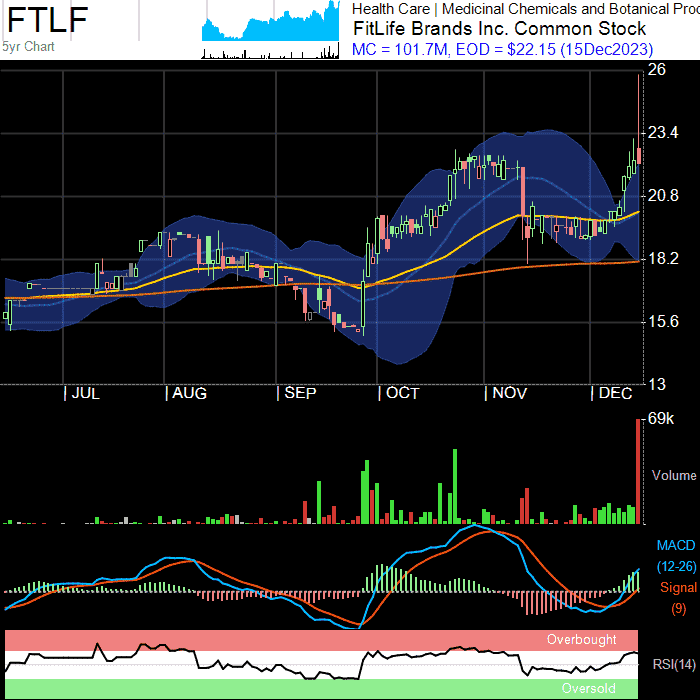 FTLF
5yr Chart
Health Care | Medicinal Chemicals and Botanical Proc
FitLife Brands Inc. Common Stock
MC = 101.7M, EOD = $22.15 (15Dec2023)
26
23.4
20.8
18.2
15.6
13
| JUL | AUG | SEP | OCT | NOV | DEC
69k
Volume
MACD
(12-26)
Signal
(9)
Overbought
RSI(14)
Oversold